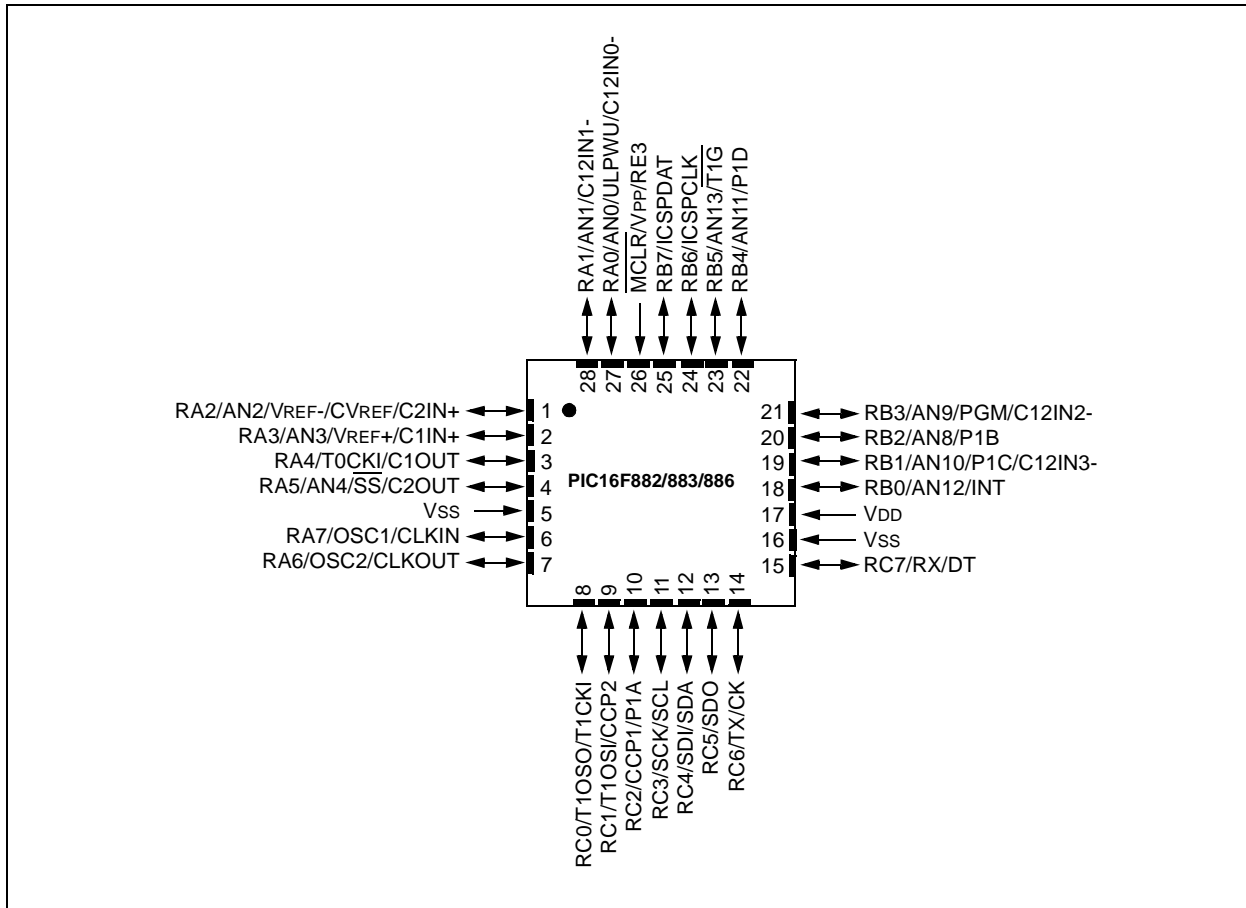 RA1/AN1/C12IN1-
RA0/AN0/ULPWU/C12IN0-
MCLR/VPP/RE3
RB7/ICSPDAT
RB6/ICSPCLK
RB5/AN13/T1G
RB4/AN11/P1D
28
27
26
25
24
23
22
RA2/AN2/VREF-/CVREF/C2IN+
RA3/AN3/VREF+/C1IN+
RA4/T0CKI/C1OUT
RA5/AN4/SS/C2OUT
VSS
RA7/OSC1/CLKIN
RA6/OSC2/CLKOUT
1
2
3
4
5
6
7
PIC16F882/883/886
21
20
19
18
17
16
15
RB3/AN9/PGM/C12IN2-
RB2/AN8/P1B
RB1/AN10/P1C/C12IN3-
RB0/AN12/INT
VDD
VSS
RC7/RX/DT
8
9
10
11
12
13
14
RC0/T1OSO/T1CKI
RC1/T1OSI/CCP2
RC2/CCP1/P1A
RC3/SCK/SCL
RC4/SDI/SDA
RC5/SDO
RC6/TX/CK